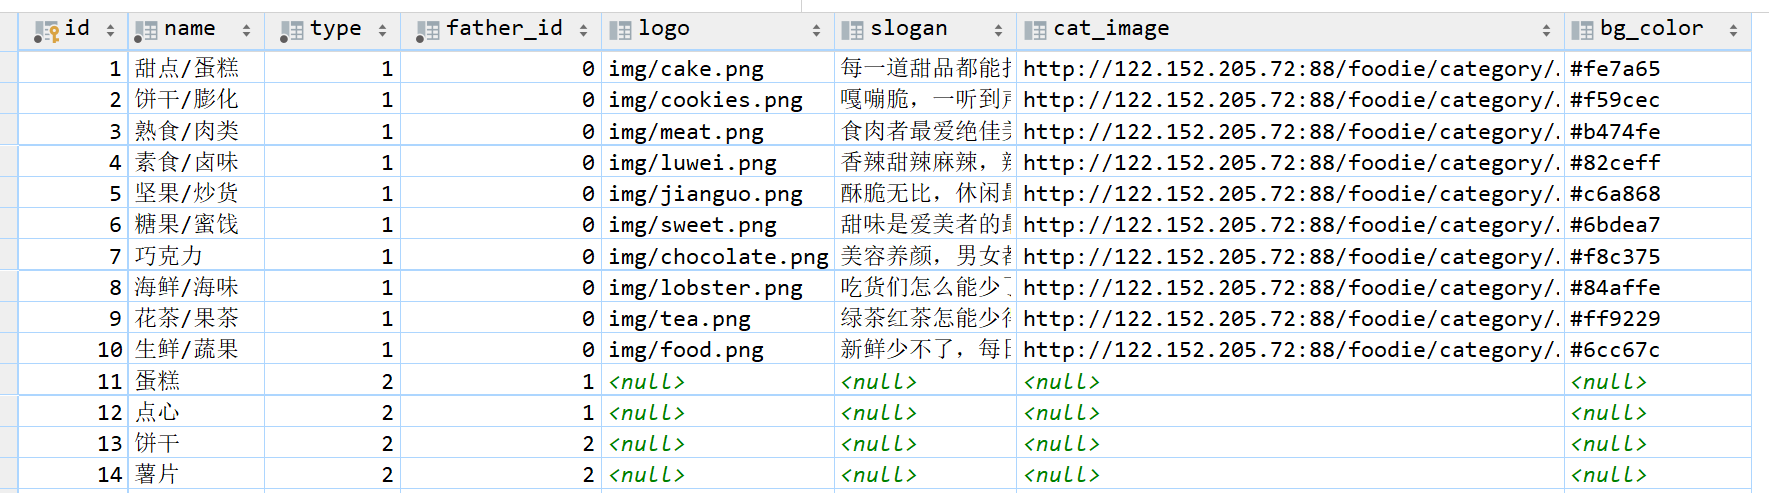 id name type father_id logo slogan cat_image bg_color
1 甜点/蛋糕 1 0 img/cake.png 每一道甜品都能 http://122.152.205.72:88/foodie/category/. #fe7a65
2 饼干/膨化 1 0 img/cookies.png 嘎嘣脆，一听到 http://122.152.205.72:88/foodie/category/. #f59cec
3 熟食/肉类 1 0 img/meat.png 食肉者最爱绝佳 http://122.152.205.72:88/foodie/category/. #b474fe
4 素食/卤味 1 0 img/luwei.png 香辣甜辣麻辣， http://122.152.205.72:88/foodie/category/. #82ceff
5 坚果/炒货 1 0 img/jianguo.png 酥脆无比，休闲 http://122.152.205.72:88/foodie/category/. #c6a868
6 糖果/蜜饯 1 0 img/sweet.png 甜味是爱美者的 http://122.152.205.72:88/foodie/category/. #6bdea7
7 巧克力 1 0 img/chocolate.png 美容养颜，男女 http://122.152.205.72:88/foodie/category/. #f8c375
8 海鲜/海味 1 0 img/lobster.png 吃货们怎么能少 http://122.152.205.72:88/foodie/category/. #84affe
9 花茶/果茶 1 0 img/tea.png 绿茶红茶怎能少 http://122.152.205.72:88/foodie/category/. #ff9229
10 生鲜/蔬果 1 0 img/food.png 新鲜少不了，每 http://122.152.205.72:88/foodie/category/. #6cc67c
11 蛋糕 2 1 <null> <null> <null> <null>
12 点心 2 1 <null> <null> <null> <null>
13 饼干 2 2 <null> <null> <null> <null>
14 薯片 2 2 <null> <null> <null> <null>